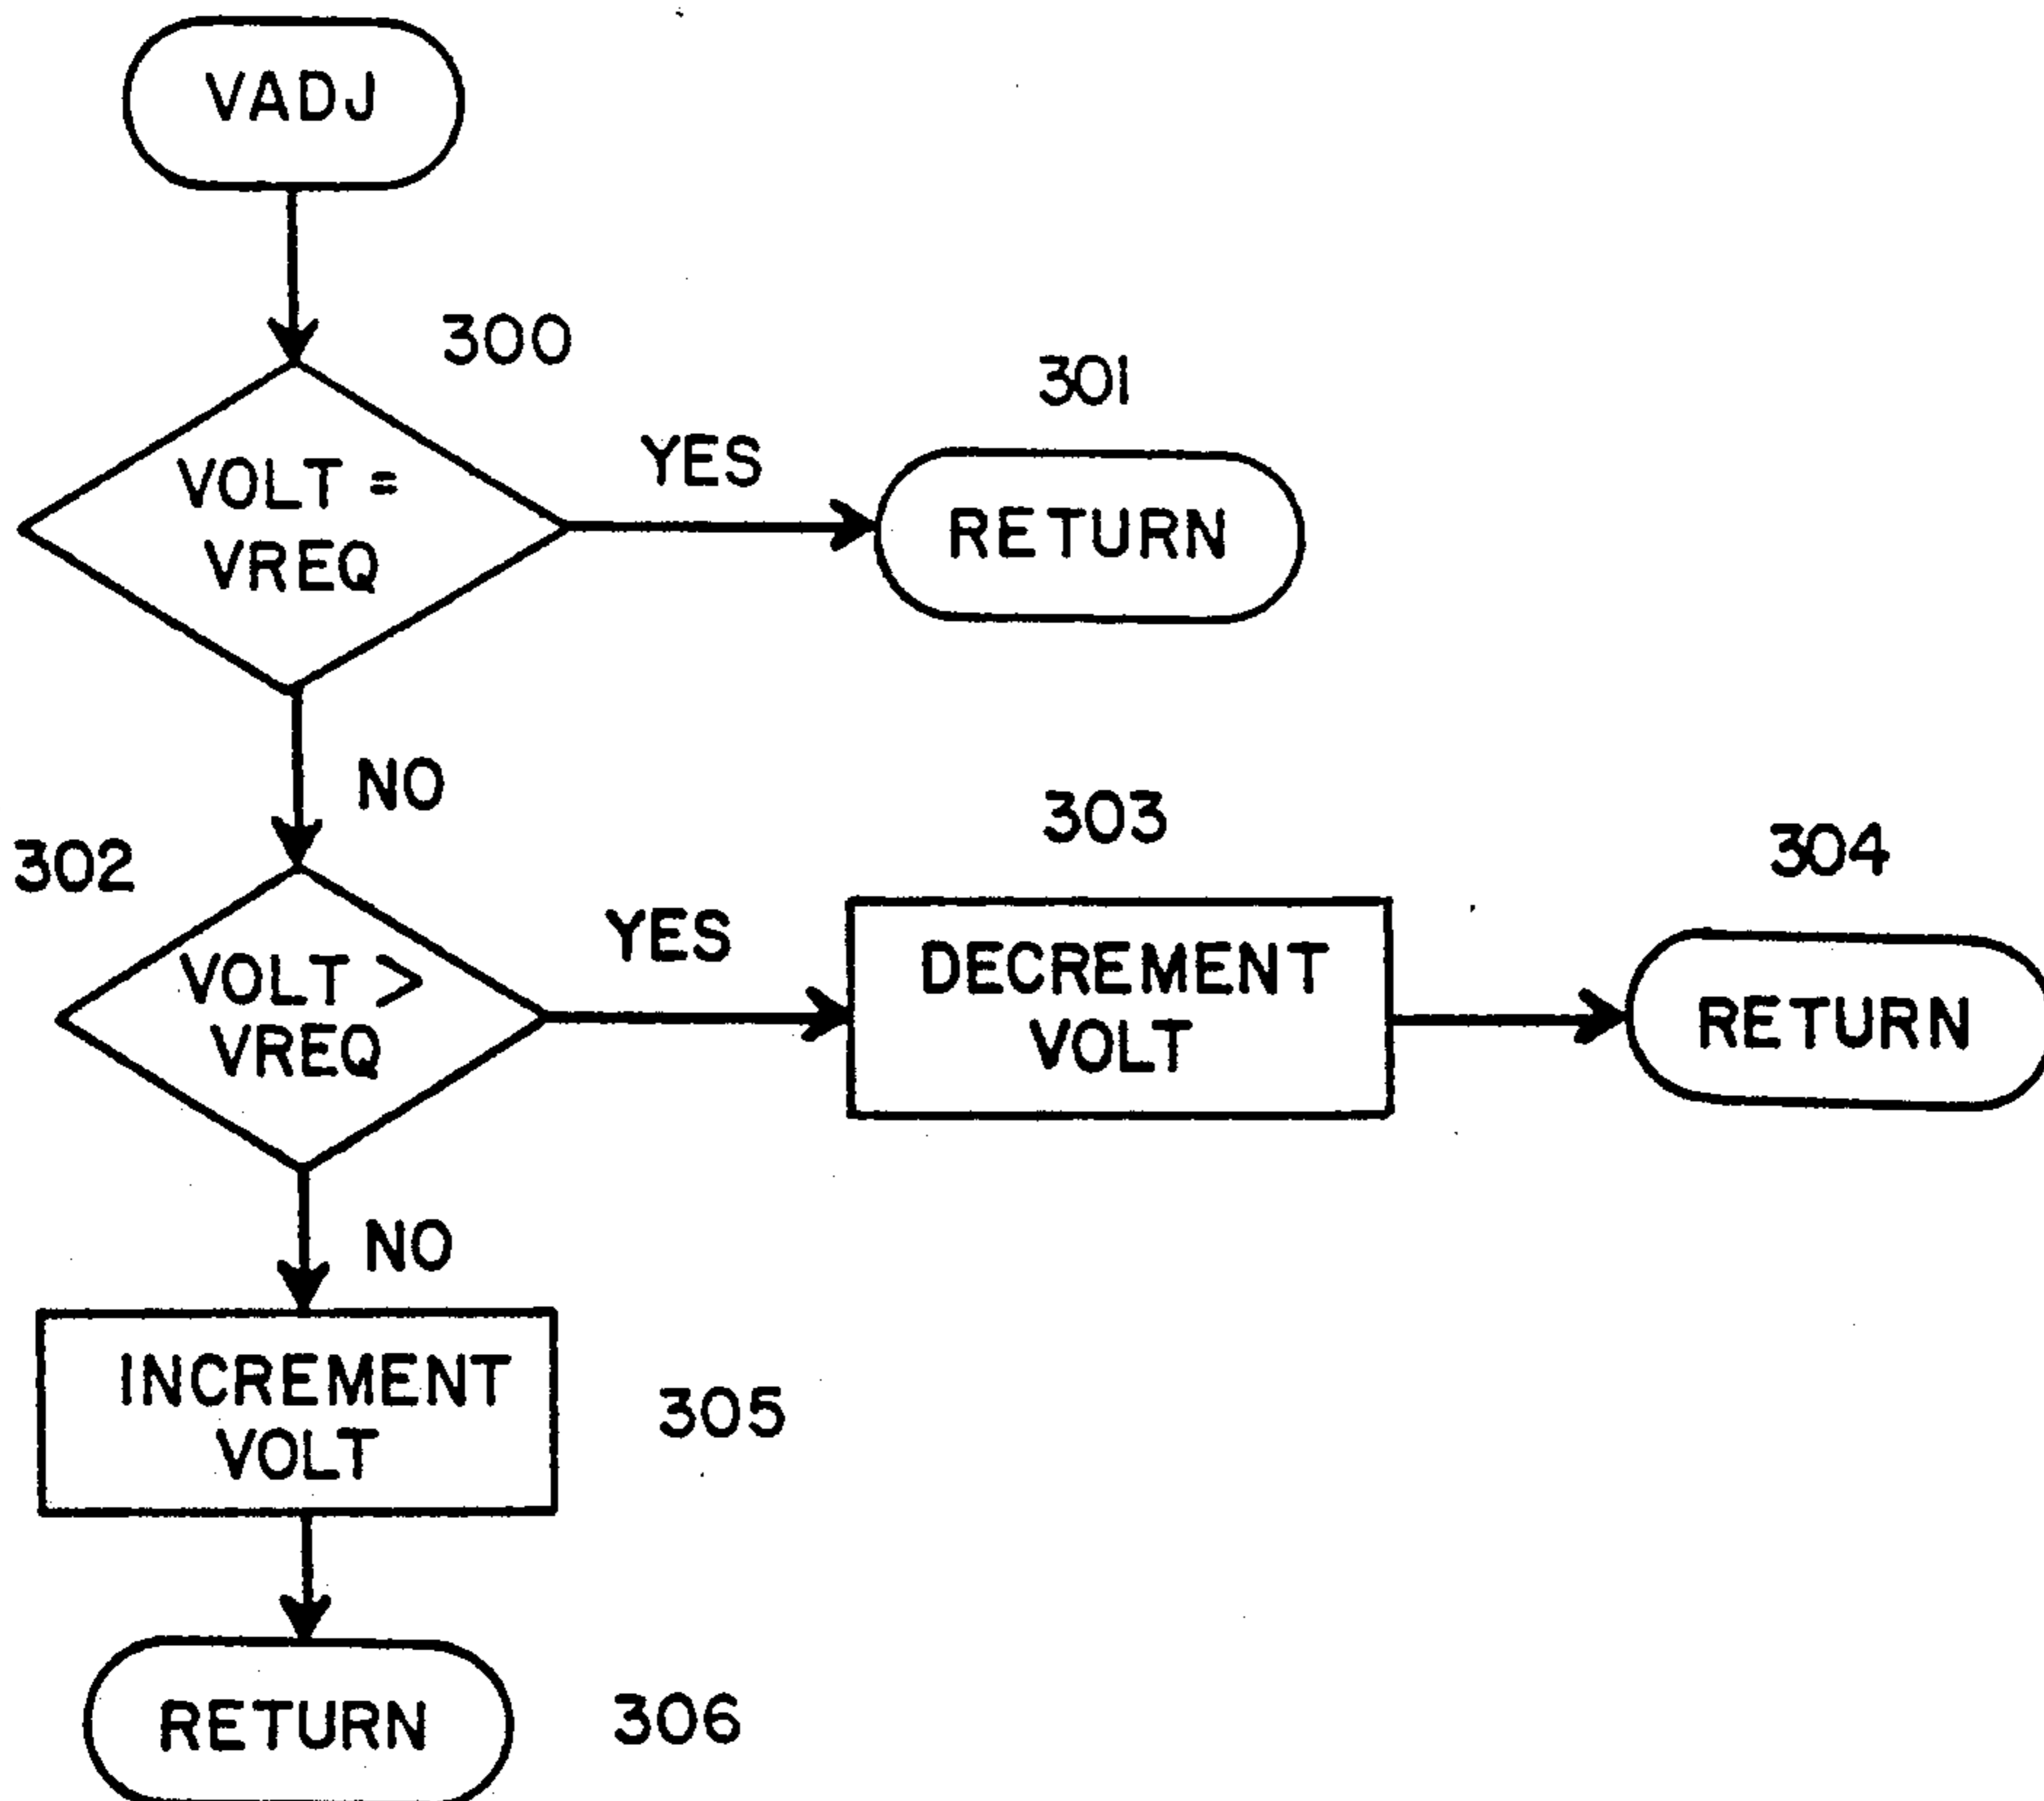 VADJ
300
VOLT =
VREQ
YES
301
RETURN
NO
302
VOLT >
VREQ
YES
303
DECREMENT
VOLT
304
RETURN
NO
INCREMENT
VOLT
305
RETURN
306